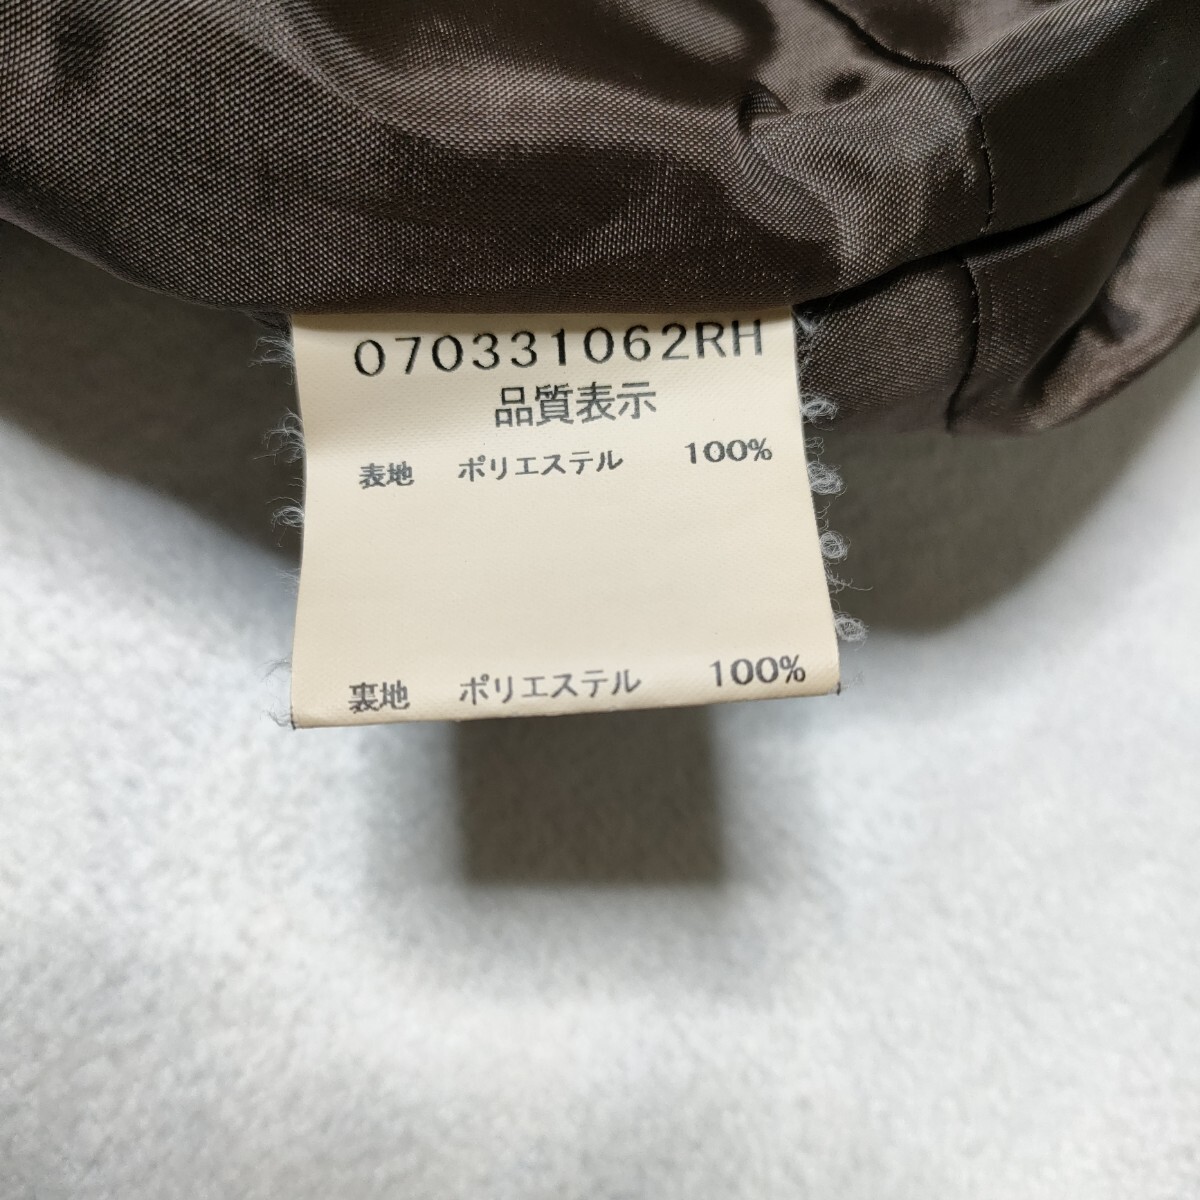 070331062RH
品質表示
表地 ポリエステル 100%
裏地 ポリエステル 100%